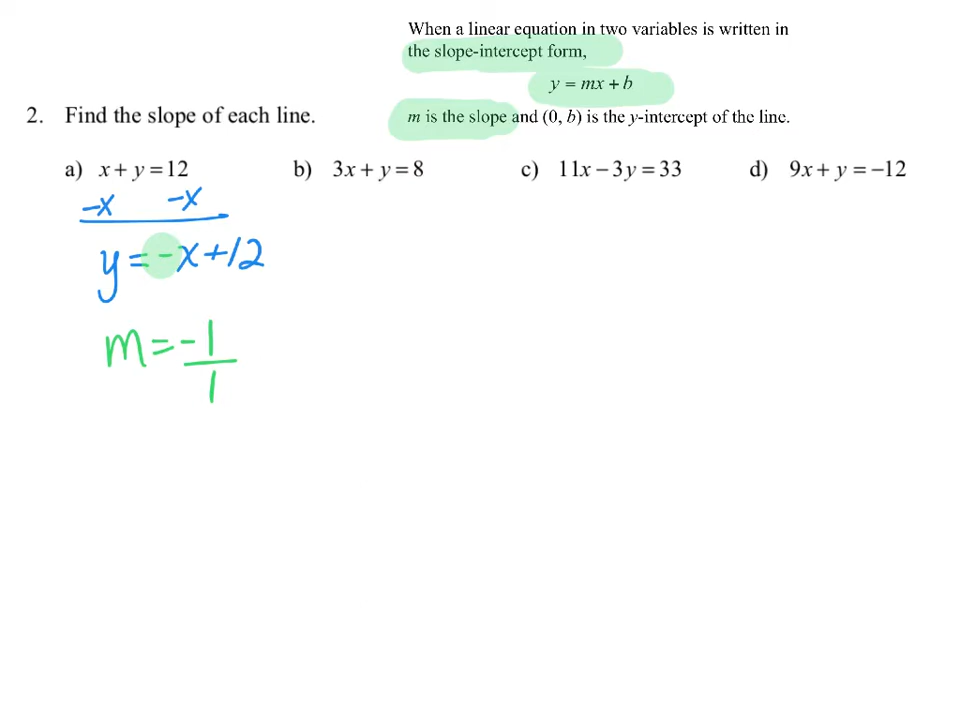 When a linear equation in two variables is written in
the slope-intercept form,
y = mx + b
m is the slope and (0, b) is the y-intercept of the line.
2. Find the slope of each line.
a) x + y = 12 b) 3x + y = 8 c) 11x − 3y = 33 d) 9x + y = −12
-x -x
y = -x + 12
m = -1/1